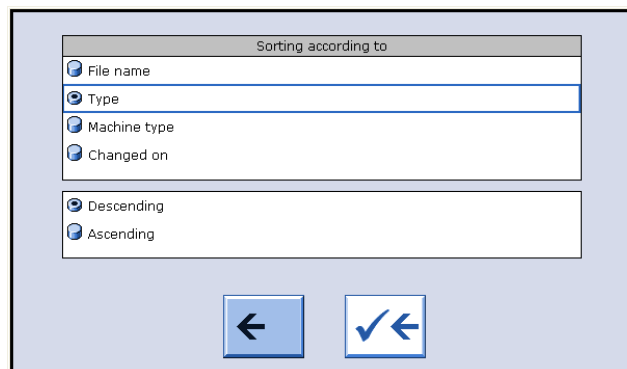 Sorting according to
File name
Type
Machine type
Changed on
Descending
Ascending